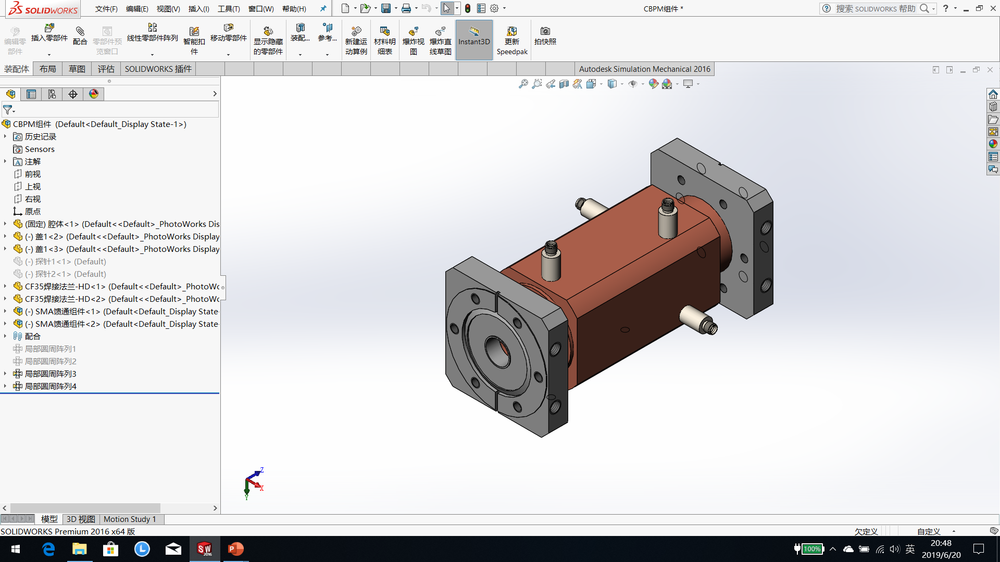 SOLIDWORKS
文件(F) 编辑(E) 视图(V) 插入(I) 工具(T) 窗口(W) 帮助(H)
CBPM组件 *
搜索 SOLIDWORKS 帮助
编辑零部件
插入零部件
配合
零部件预览窗口
线性零部件阵列
智能扣件
移动零部件
显示隐藏的零部件
装配...
参考...
新建运动算例
材料明细表
爆炸视图
爆炸直线草图
Instant3D
更新 Speedpak
拍快照
装配体 布局 草图 评估 SOLIDWORKS 插件 Autodesk Simulation Mechanical 2016
CBPM组件 (Default<Default_Display State-1>)
历史记录
Sensors
注解
前视
上视
右视
原点
(固定) 腔体<1> (Default<<Default>_PhotoWorks Dis
(-) 盖1<2> (Default<<Default>_PhotoWorks Display
(-) 盖1<3> (Default<<Default>_PhotoWorks Display
(-) 探针1<1> (Default)
(-) 探针2<1> (Default)
CF35焊接法兰-HD<1> (Default<<Default>_PhotoWo
CF35焊接法兰-HD<2> (Default<<Default>_PhotoWo
(-) SMA馈通组件<1> (Default<Default_Display State-
(-) SMA馈通组件<2> (Default<Default_Display State-
配合
局部圆周阵列1
局部圆周阵列2
局部圆周阵列3
局部圆周阵列4
Z
X
Y
模型 3D 视图 Motion Study 1
SOLIDWORKS Premium 2016 x64 版
欠定义
自定义
SW 2016
100%
英
20:48
2019/6/20